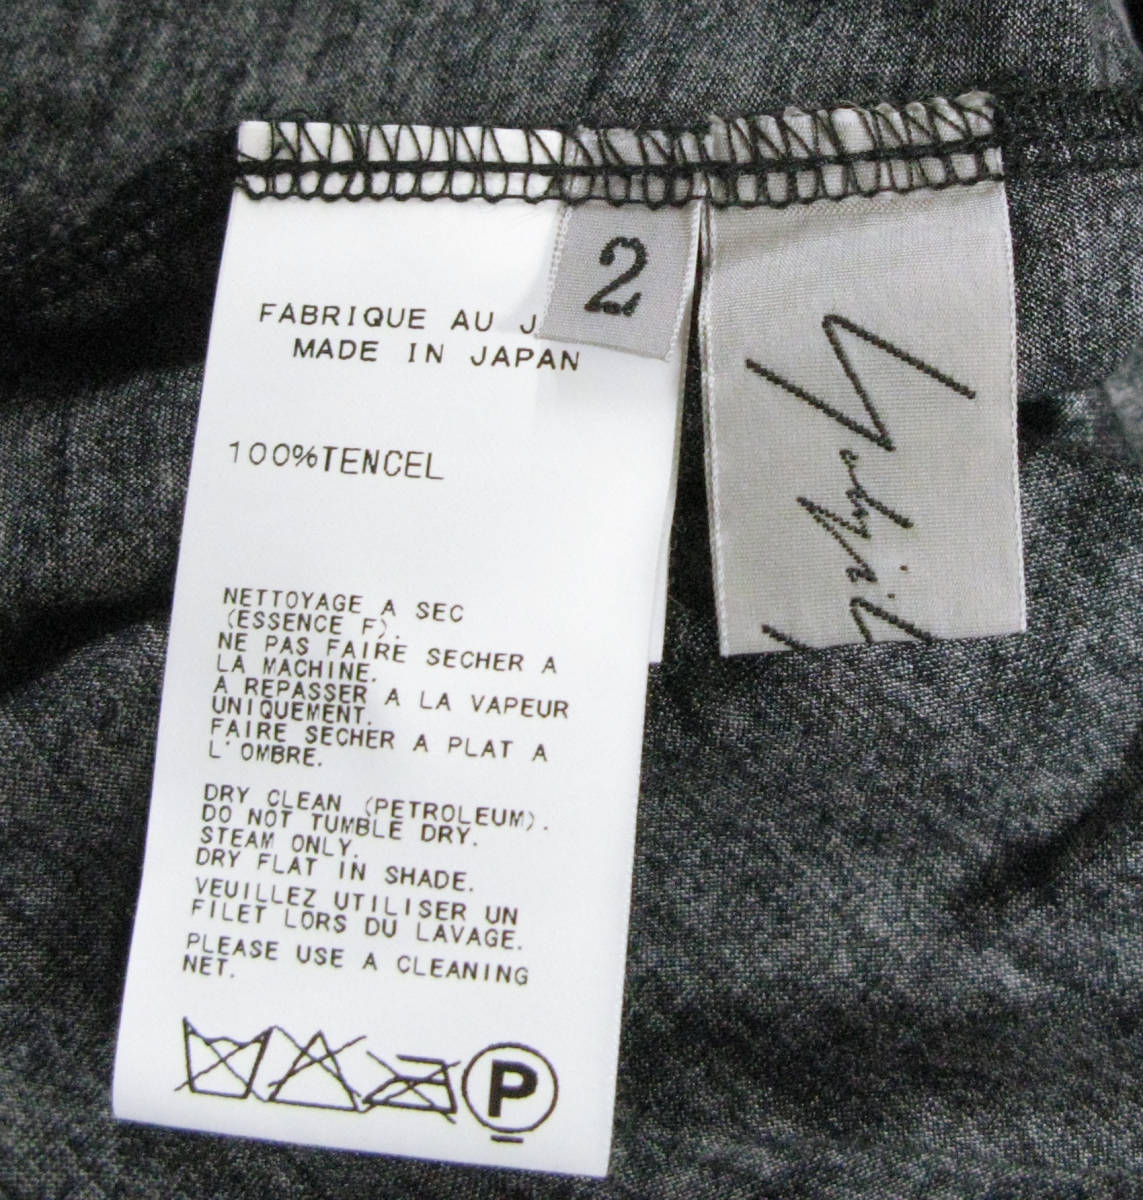 FABRIQUE AU J
MADE IN JAPAN
2
100%TENCEL
NETTOYAGE A SEC
(ESSENCE F).
NE PAS FAIRE SECHER A
LA MACHINE.
A REPASSER A LA VAPEUR
UNIQUEMENT.
FAIRE SECHER A PLAT A
L'OMBRE.
DRY CLEAN (PETROLEUM).
DO NOT TUMBLE DRY.
STEAM ONLY.
DRY FLAT IN SHADE.
VEUILLEZ UTILISER UN
FILET LORS DU LAVAGE.
PLEASE USE A CLEANING
NET.
P